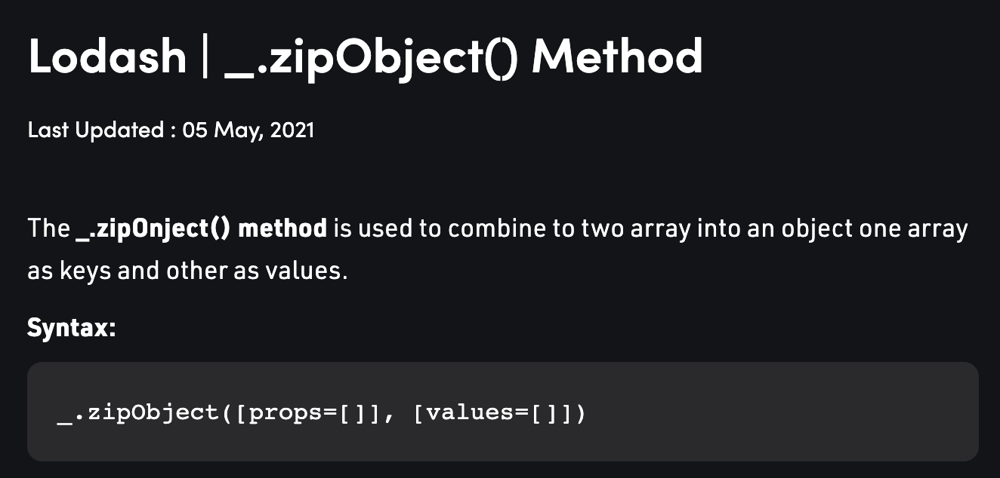 Lodash | _.zipObject() Method
Last Updated : 05 May, 2021
The _.zipOnject() method is used to combine to two array into an object one array
as keys and other as values.
Syntax:
_.zipObject([props=[]], [values=[]])